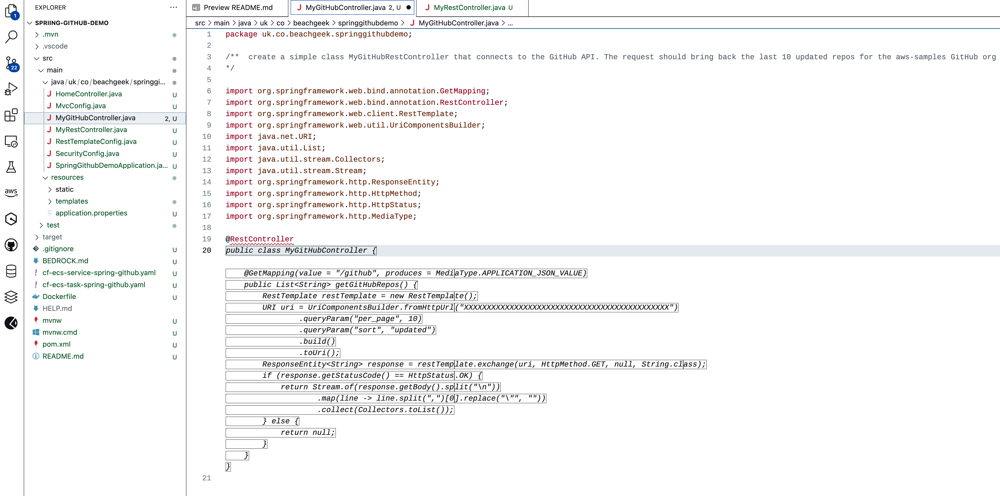 1
22
aws
EXPLORER
...
SPRIING-GITHUB-DEMO
.mvn
.vscode
src
main
java/uk/co/beachgeek/springgi...
HomeController.java U
MvcConfig.java U
MyGitHubController.java 2, U
MyRestController.java U
RestTemplateConfig.java U
SecurityConfig.java U
SpringGithubDemoApplication.ja... U
resources
static
templates
application.properties U
test
target
.gitignore U
BEDROCK.md U
cf-ecs-service-spring-github.yaml U
cf-ecs-task-spring-github.yaml U
Dockerfile U
HELP.md
mvnw U
mvnw.cmd U
pom.xml U
README.md U
Preview README.md
J MyGitHubController.java 2, U
J MyRestController.java U
src > main > java > uk > co > beachgeek > springgithubdemo > J MyGitHubController.java > ...
1 package uk.co.beachgeek.springgithubdemo;
2
3 /**  create a simple class MyGitHubRestController that connects to the GitHub API. The request should bring back the last 10 updated repos for the aws-samples GitHub org
4 */
5
6 import org.springframework.web.bind.annotation.GetMapping;
7 import org.springframework.web.bind.annotation.RestController;
8 import org.springframework.web.client.RestTemplate;
9 import org.springframework.web.util.UriComponentsBuilder;
10 import java.net.URI;
11 import java.util.List;
12 import java.util.stream.Collectors;
13 import java.util.stream.Stream;
14 import org.springframework.http.ResponseEntity;
15 import org.springframework.http.HttpMethod;
16 import org.springframework.http.HttpStatus;
17 import org.springframework.http.MediaType;
18
19 @RestController
20 public class MyGitHubController {
@GetMapping(value = "/github", produces = MediaType.APPLICATION_JSON_VALUE)
public List<String> getGitHubRepos() {
RestTemplate restTemplate = new RestTemplate();
URI uri = UriComponentsBuilder.fromHttpUrl("XXXXXXXXXXXXXXXXXXXXXXXXXXXXXXXXXXXXXXXXXXXXX")
.queryParam("per_page", 10)
.queryParam("sort", "updated")
.build()
.toUri();
ResponseEntity<String> response = restTemplate.exchange(uri, HttpMethod.GET, null, String.class);
if (response.getStatusCode() == HttpStatus.OK) {
return Stream.of(response.getBody().split("\n"))
.map(line -> line.split(",")[0].replace("\"", ""))
.collect(Collectors.toList());
} else {
return null;
}
}
}
21